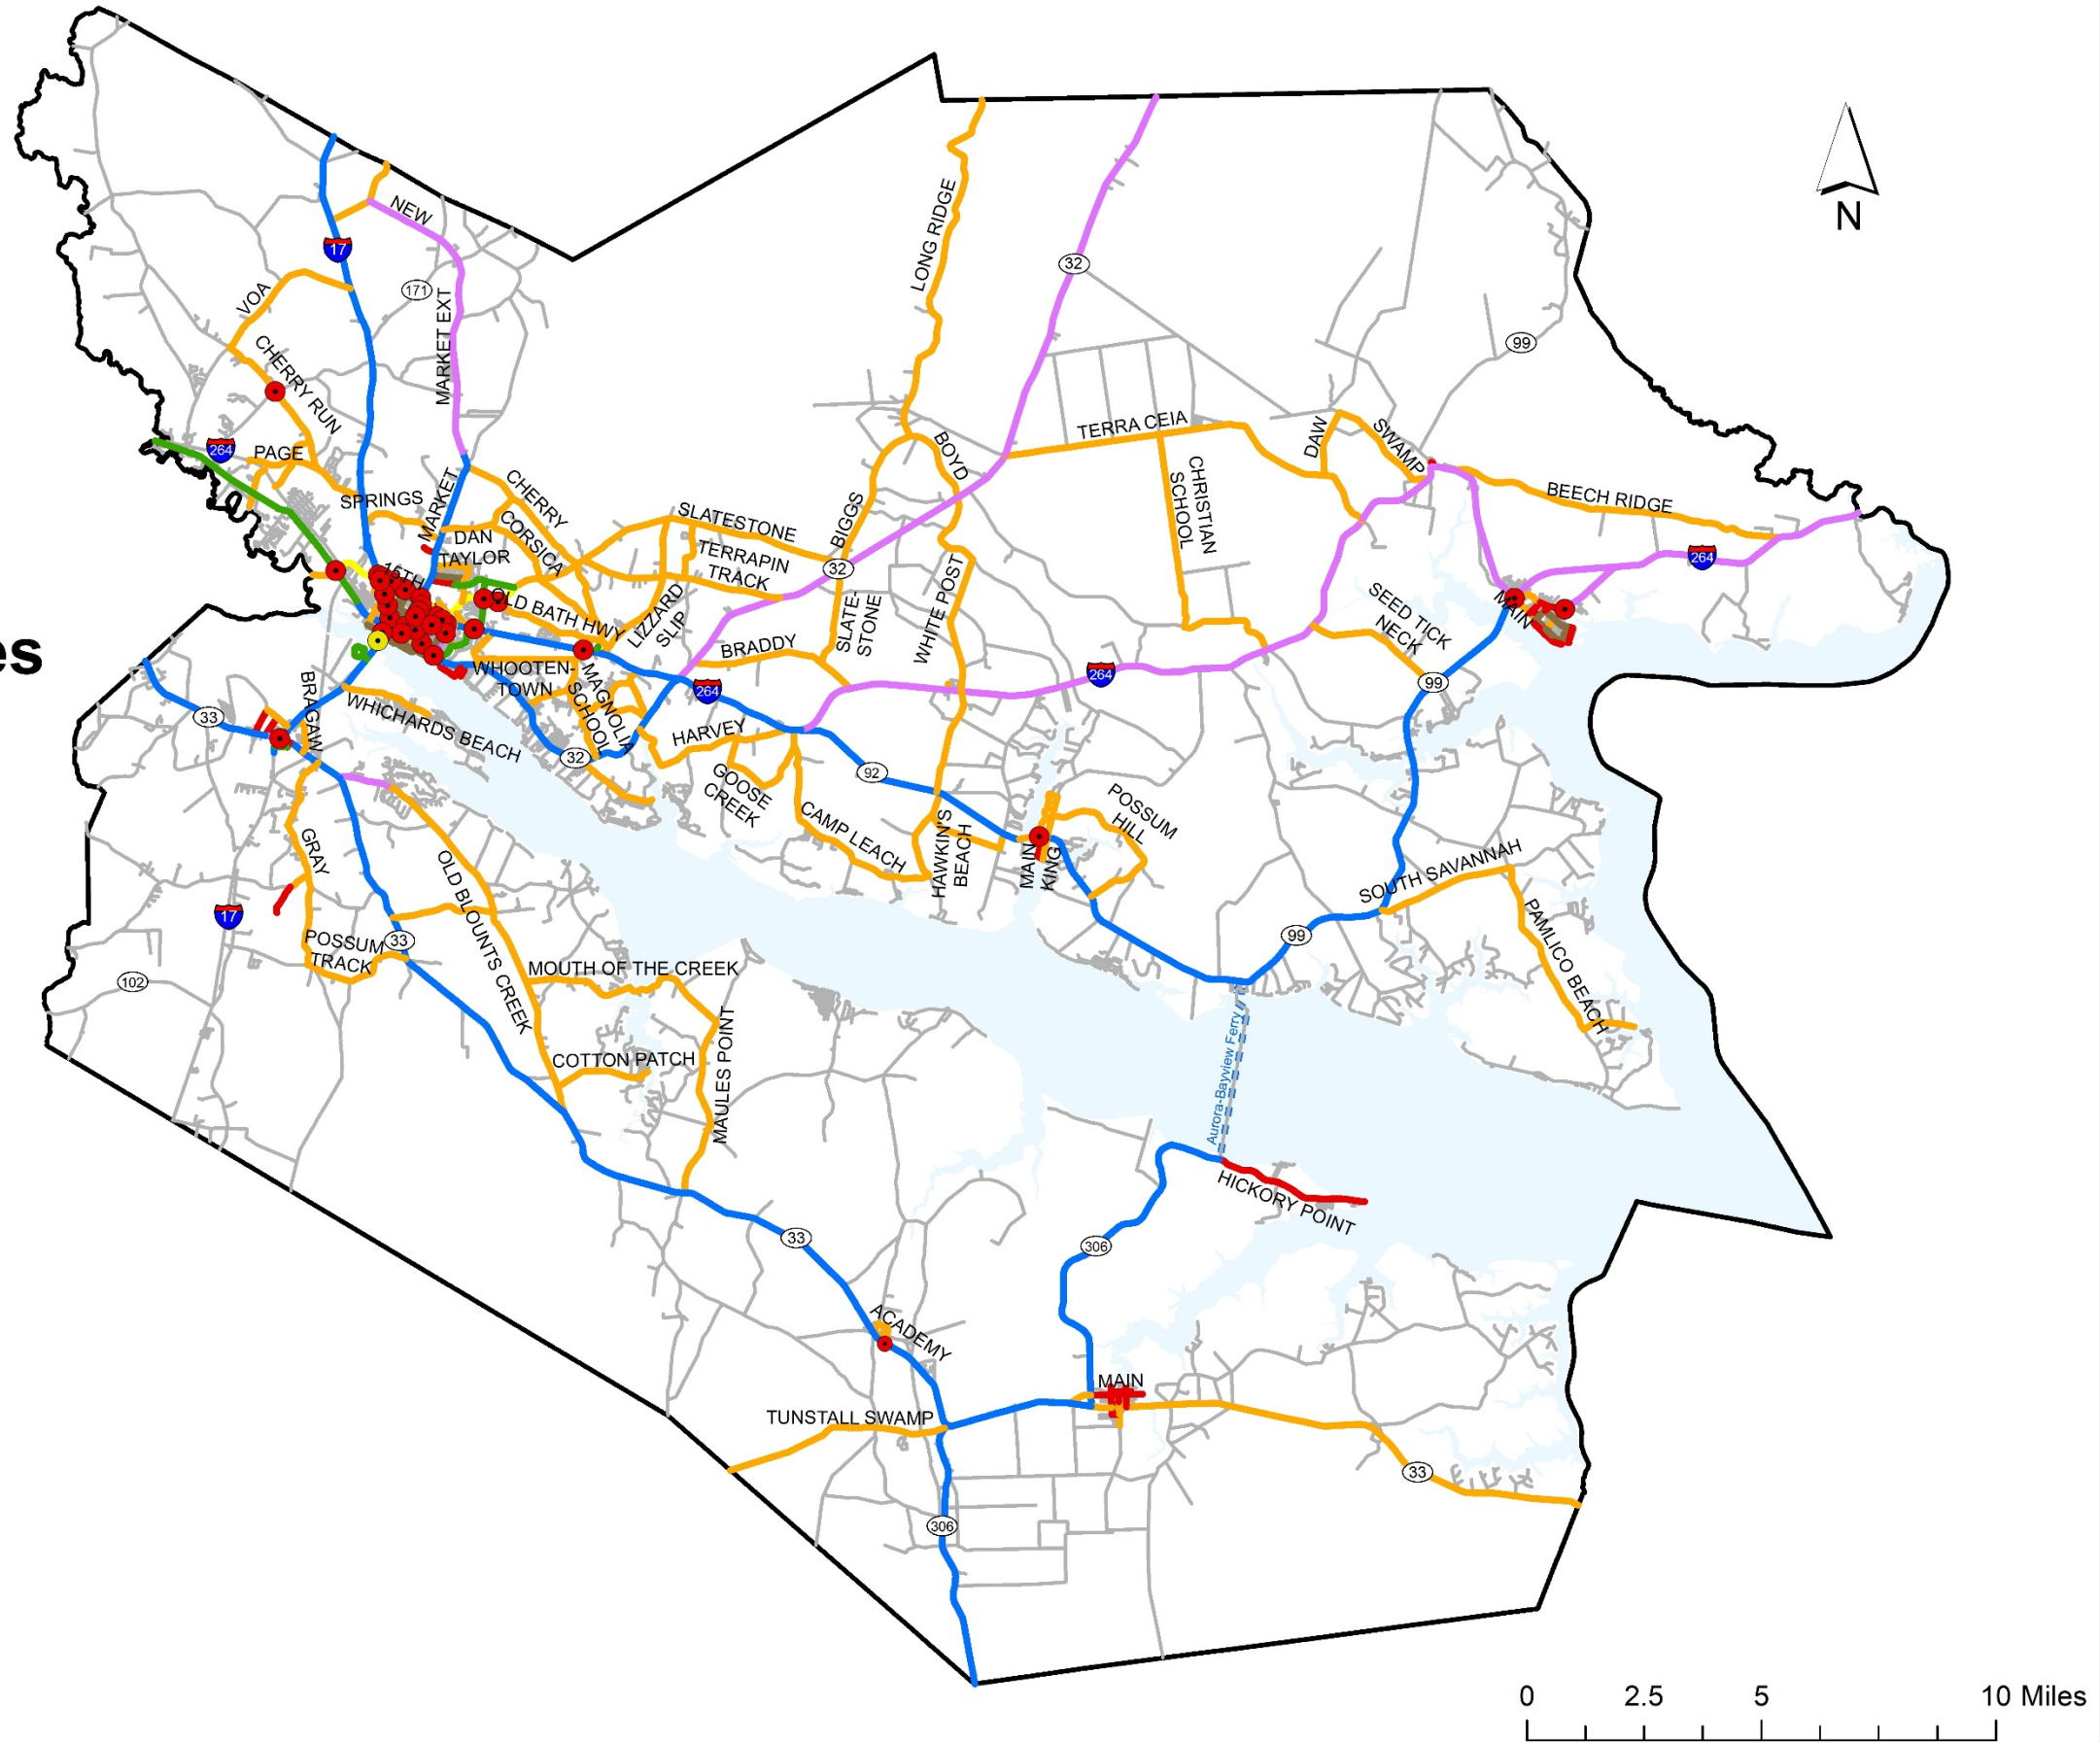 N
NEW
17
LONG RIDGE
32
171
VOA
MARKET EXT
99
CHERRY RUN
TERRA CEIA
DAW
SWAMP
BOYD
264
PAGE
CHRISTIAN
SCHOOL
SPRINGS
MARKET
CHERRY
BEECH RIDGE
CORSICA
SLATESTONE
BIGGS
DAN
TAYLOR
TERRAPIN
TRACK
32
264
15TH
OLD BATH HWY
LIZZARD
SLIP
SLATE-
STONE
WHITE POST
SEED TICK
NECK
MAIN
es
BRADDY
WHOOTEN-
TOWN
MAGNOLIA
SCHOOL
264
264
99
BRAGAW
33
WHICHARDS BEACH
HARVEY
32
92
GOOSE
CREEK
CAMP LEACH
HAWKIN'S
BEACH
MAIN
KING
POSSUM
HILL
GRAY
OLD BLOUNTS CREEK
SOUTH SAVANNAH
17
33
99
PAMLICO BEACH
POSSUM
TRACK
102
MOUTH OF THE CREEK
MAULES POINT
COTTON PATCH
Aurora-Bayview Ferry
HICKORY POINT
33
306
ACADEMY
MAIN
TUNSTALL SWAMP
33
306
0 2.5 5 10 Miles